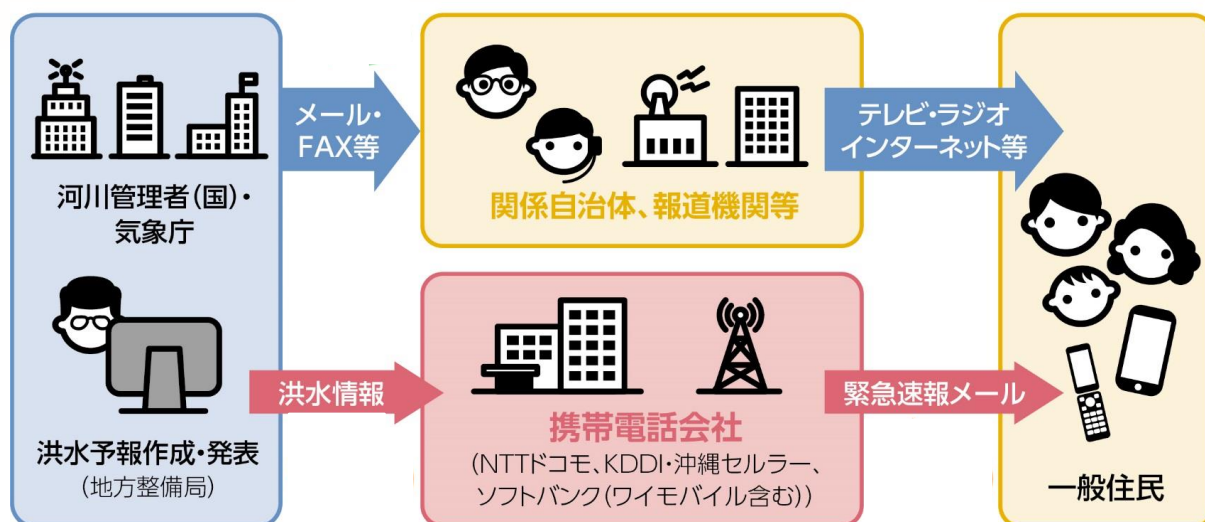 河川管理者(国)・
気象庁
洪水予報作成・発表
(地方整備局)
メール・
FAX等
関係自治体、報道機関等
テレビ・ラジオ
インターネット等
洪水情報
携帯電話会社
(NTTドコモ、KDDI・沖縄セルラー、
ソフトバンク(ワイモバイル含む))
緊急速報メール
一般住民